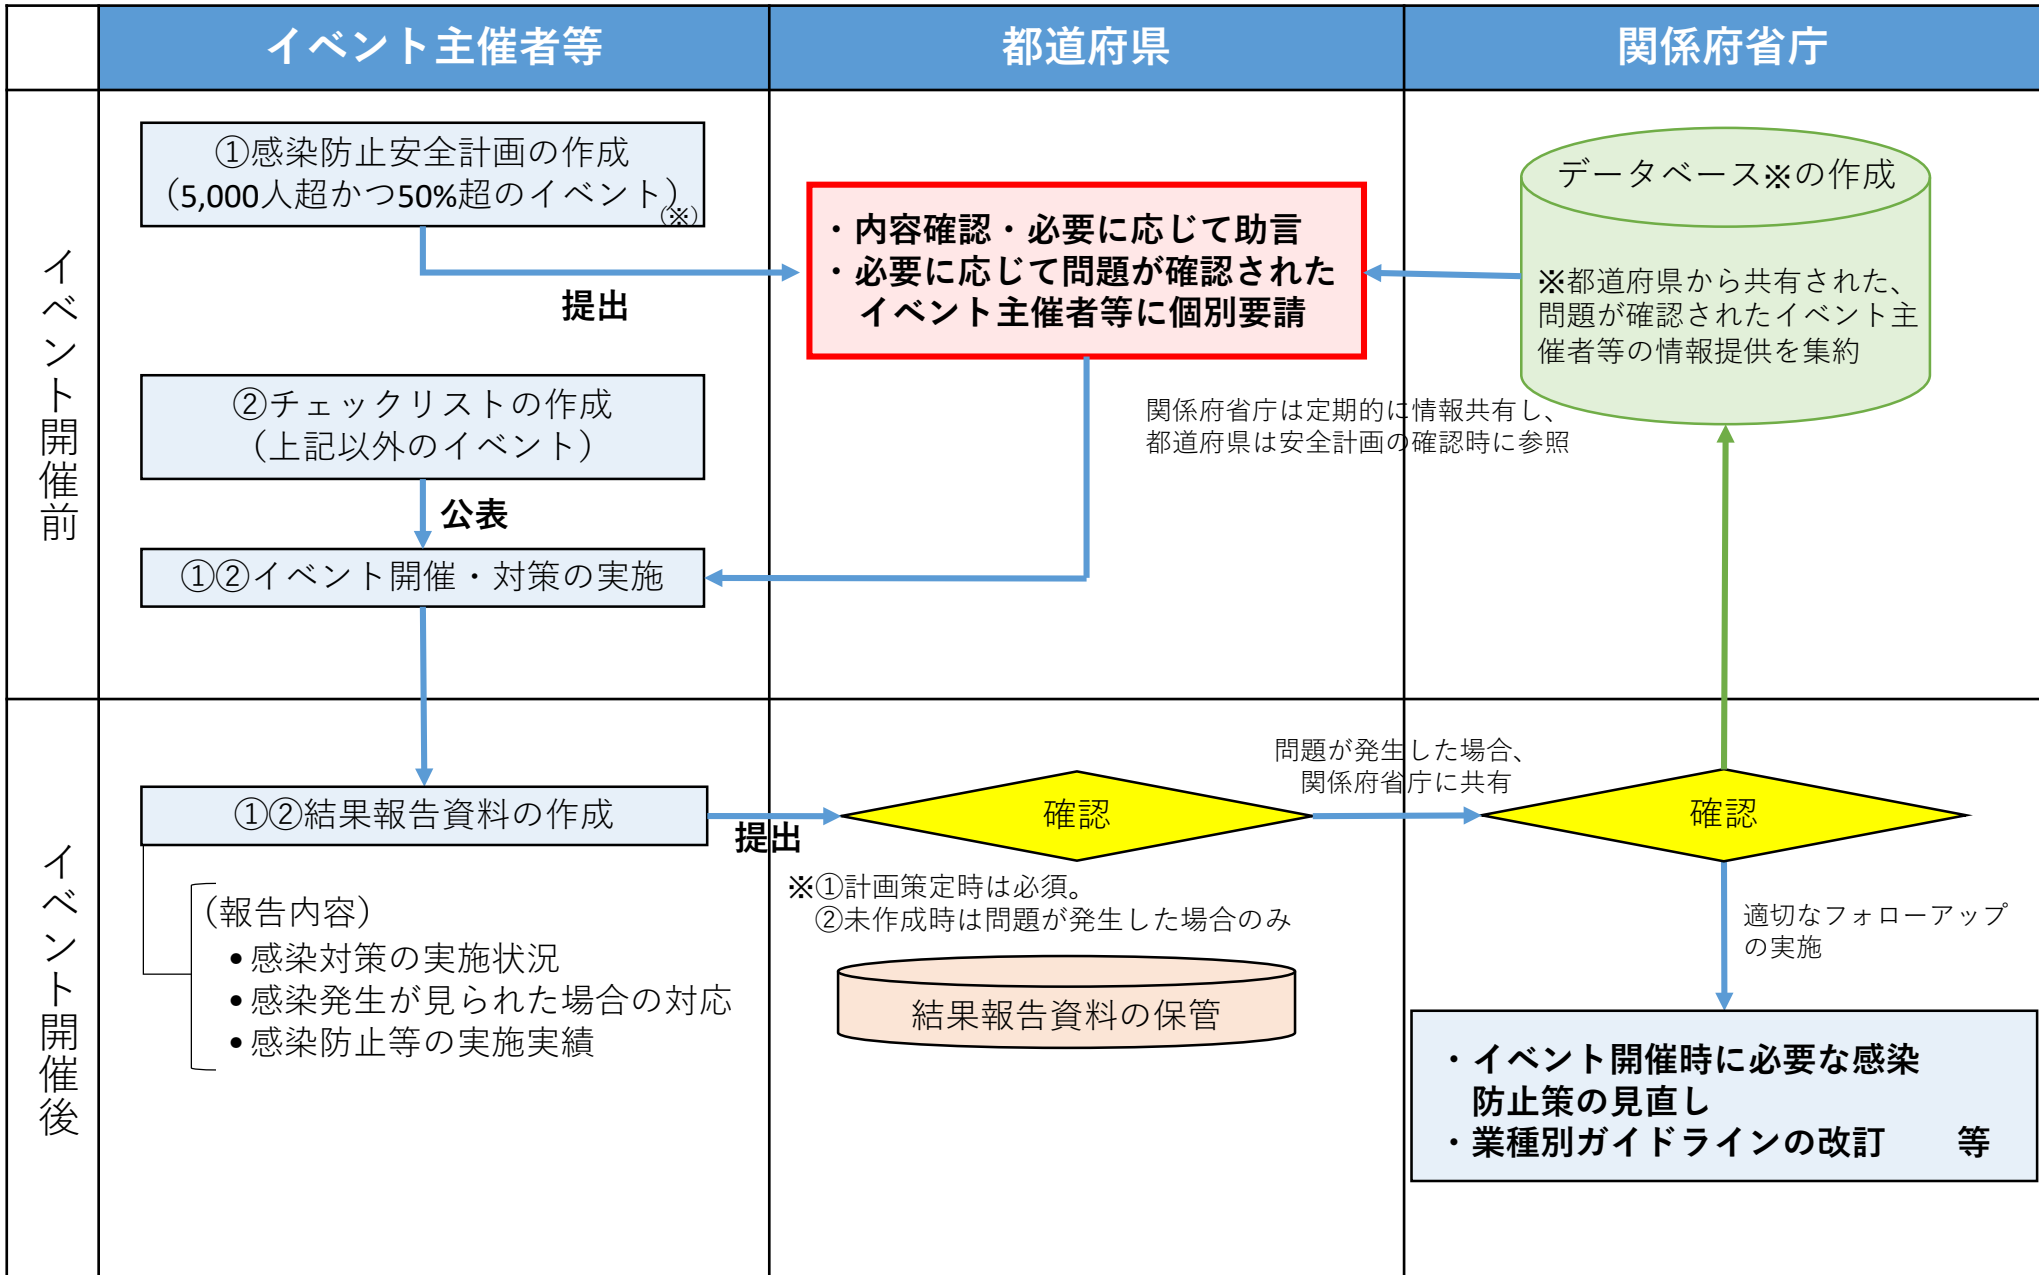 イベント主催者等
都道府県
関係府省庁
イベント開催前
①感染防止安全計画の作成
（5,000人超かつ50%超のイベント）
(※)
提出
・内容確認・必要に応じて助言
・必要に応じて問題が確認された
イベント主催者等に個別要請
データベース※の作成
※都道府県から共有された、
問題が確認されたイベント主
催者等の情報提供を集約
②チェックリストの作成
（上記以外のイベント）
関係府省庁は定期的に情報共有し、
都道府県は安全計画の確認時に参照
公表
①②イベント開催・対策の実施
イベント開催後
①②結果報告資料の作成
提出
確認
問題が発生した場合、
関係府省庁に共有
確認
（報告内容）
•感染対策の実施状況
•感染発生が見られた場合の対応
•感染防止等の実施実績
※①計画策定時は必須。
②未作成時は問題が発生した場合のみ
結果報告資料の保管
適切なフォローアップ
の実施
・イベント開催時に必要な感染
防止策の見直し
・業種別ガイドラインの改訂　　等